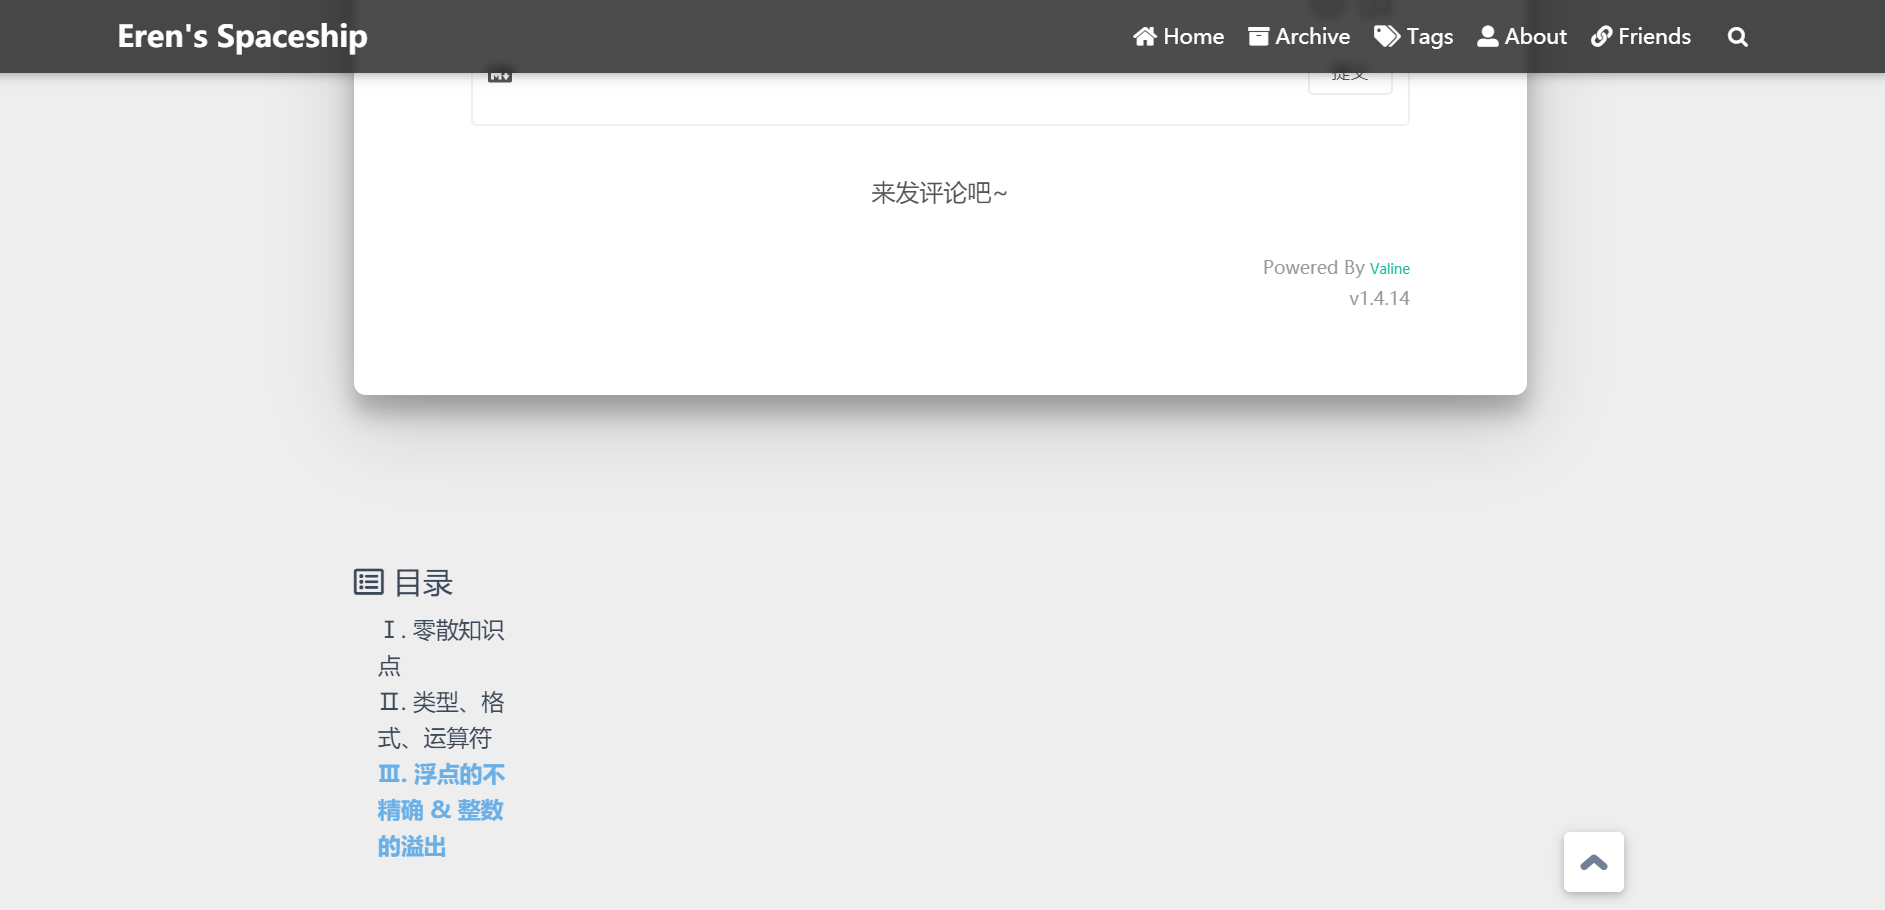 Eren's Spaceship
Home Archive Tags About Friends
提交
来发评论吧~
Powered By Valine
v1.4.14
目录
Ⅰ. 零散知识
点
Ⅱ. 类型、格
式、运算符
Ⅲ. 浮点的不
精确 & 整数
的溢出